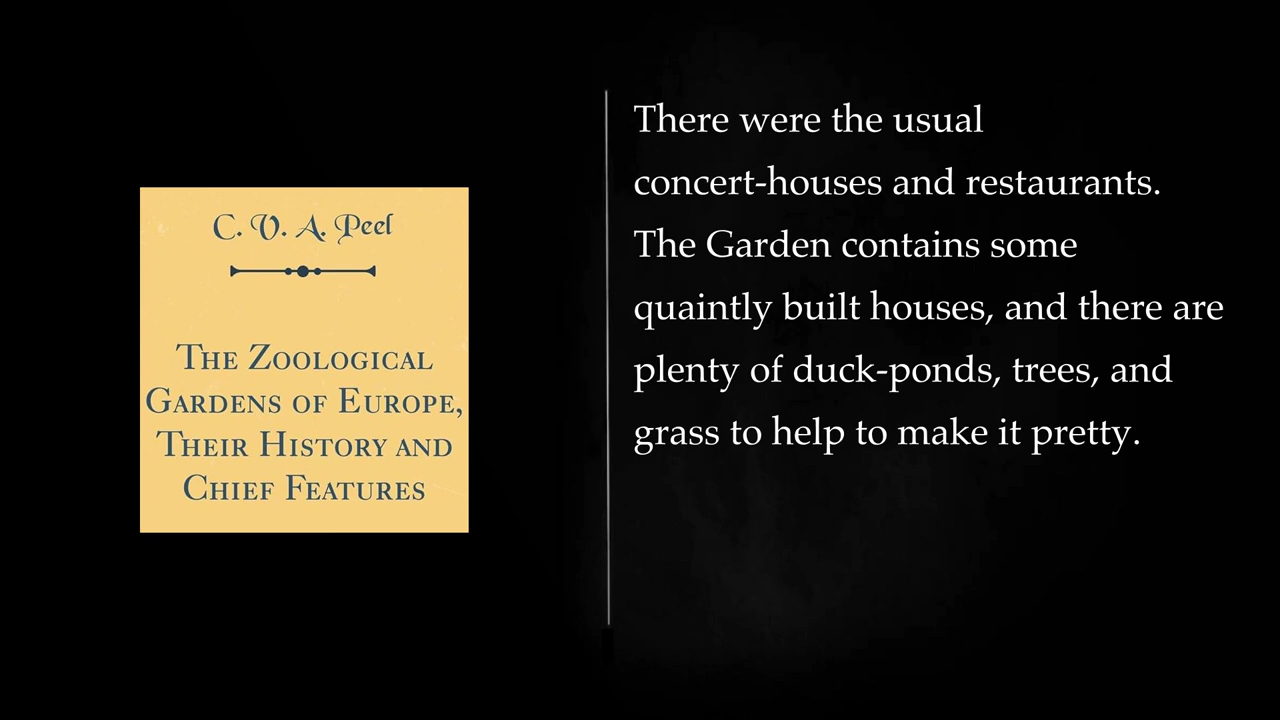 C. V. A. Peel
The Zoological
Gardens of Europe,
Their History and
Chief Features
There were the usual
concert-houses and restaurants.
The Garden contains some
quaintly built houses, and there are
plenty of duck-ponds, trees, and
grass to help to make it pretty.